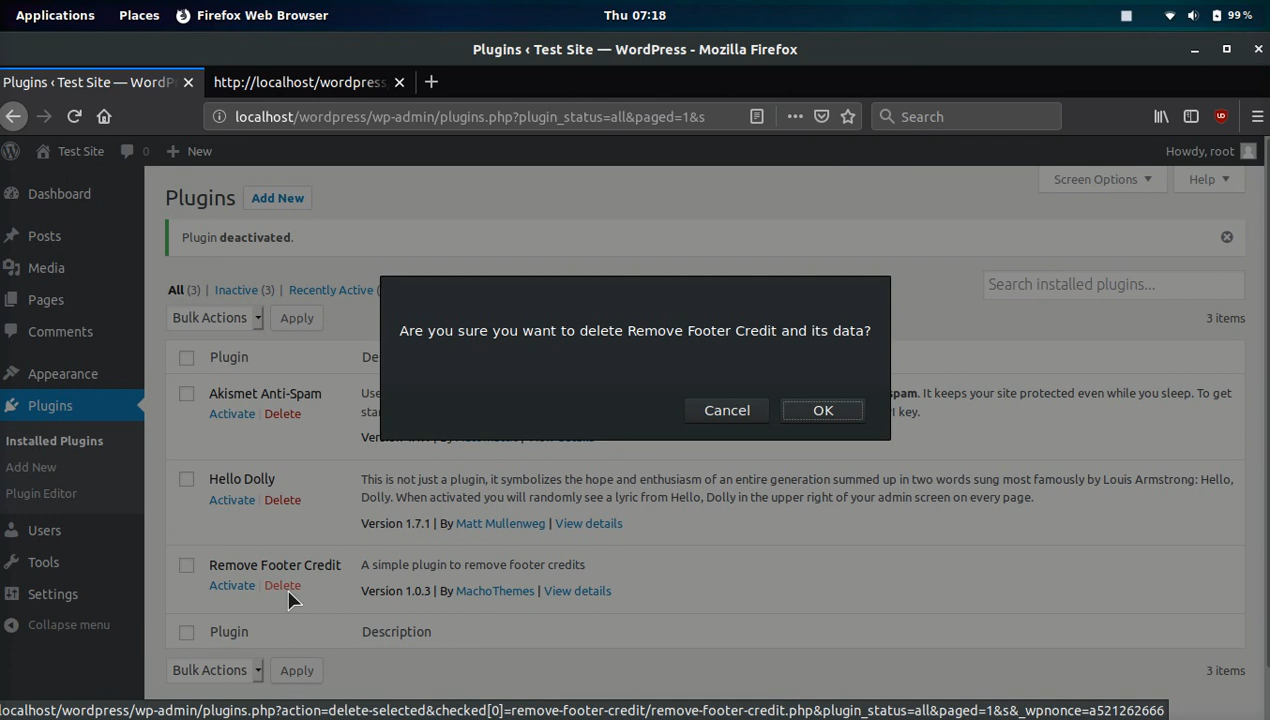 Applications Places Firefox Web Browser Thu 07:18 99 %
Plugins ‹ Test Site — WordPress - Mozilla Firefox
Plugins ‹ Test Site — WordP http://localhost/wordpress
localhost/wordpress/wp-admin/plugins.php?plugin_status=all&paged=1&s Search
Test Site 0 New Howdy, root
Dashboard
Posts
Media
Pages
Comments
Appearance
Plugins
Installed Plugins
Add New
Plugin Editor
Users
Tools
Settings
Collapse menu
Screen Options Help
Plugins Add New
Plugin deactivated.
All (3) | Inactive (3) | Recently Active (
Search installed plugins...
Bulk Actions Apply 3 items
Plugin De
Akismet Anti-Spam
Activate | Delete
Use spam. It keeps your site protected even while you sleep. To get
key.
Hello Dolly
Activate | Delete
This is not just a plugin, it symbolizes the hope and enthusiasm of an entire generation summed up in two words sung most famously by Louis Armstrong: Hello,
Dolly. When activated you will randomly see a lyric from Hello, Dolly in the upper right of your admin screen on every page.
Version 1.7.1 | By Matt Mullenweg | View details
Remove Footer Credit
Activate | Delete
A simple plugin to remove footer credits
Version 1.0.3 | By MachoThemes | View details
Plugin Description
Bulk Actions Apply 3 items
Are you sure you want to delete Remove Footer Credit and its data?
Cancel OK
localhost/wordpress/wp-admin/plugins.php?action=delete-selected&checked[0]=remove-footer-credit/remove-footer-credit.php&plugin_status=all&paged=1&s&_wpnonce=a521262666